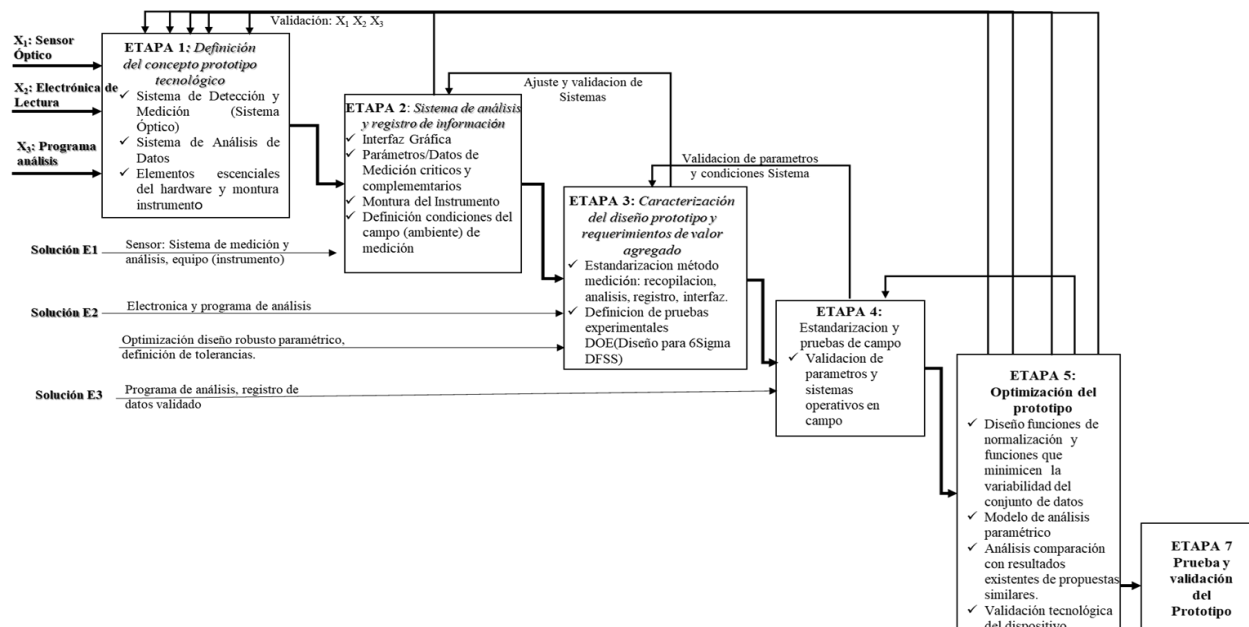 Validación: X₁ X₂ X₃
X₁: Sensor
Óptico
X₂: Electrónica de
Lectura
X₃: Programa
análisis
ETAPA 1: Definición
del concepto prototipo
tecnológico
✓ Sistema de Detección y
Medición (Sistema
Óptico)
✓ Sistema de Análisis de
Datos
✓ Elementos escenciales
del hardware y montura
instrumento
Ajuste y validacion de
Sistemas
ETAPA 2: Sistema de análisis
y registro de información
✓ Interfaz Gráfica
✓ Parámetros/Datos de
Medición criticos y
complementarios
✓ Montura del Instrumento
✓ Definición condiciones del
campo (ambiente) de
medición
Validacion de parametros
y condiciones Sistema
ETAPA 3: Caracterización
del diseño prototipo y
requerimientos de valor
agregado
✓ Estandarizacion método
medición: recopilacion,
analisis, registro, interfaz.
✓ Definicion de pruebas
experimentales
DOE(Diseño para 6Sigma
DFSS)
Solución E1
Sensor: Sistema de medición y
análisis, equipo (instrumento)
Solución E2
Electronica y programa de análisis
Optimización diseño robusto paramétrico,
definición de tolerancias.
Solución E3
Programa de análisis, registro de
datos validado
ETAPA 4:
Estandarizacion y
pruebas de campo
✓ Validacion de
parametros y
sistemas
operativos en
campo
ETAPA 5:
Optimización del
prototipo
✓ Diseño funciones de
normalización y
funciones que
minimicen la
variabilidad del
conjunto de datos
✓ Modelo de análisis
paramétrico
✓ Análisis comparación
con resultados
existentes de propuestas
similares.
✓ Validación tecnológica
del dispositivo
ETAPA 7
Prueba y
validación
del
Prototipo